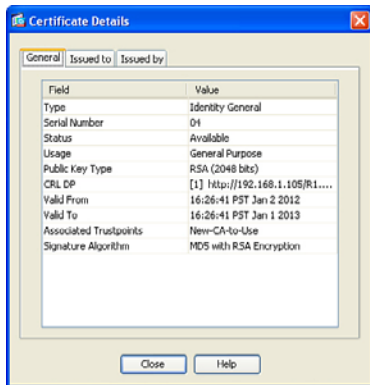 Certificate Details
General Issued to Issued by
Field Value
Type Identity General
Serial Number 04
Status Available
Usage General Purpose
Public Key Type RSA (2048 bits)
CRL DP [1] http://192.168.1.105/R1....
Valid From 16:26:41 PST Jan 2 2012
Valid To 16:26:41 PST Jan 1 2013
Associated Trustpoints New-CA-to-Use
Signature Algorithm MD5 with RSA Encryption
Close Help